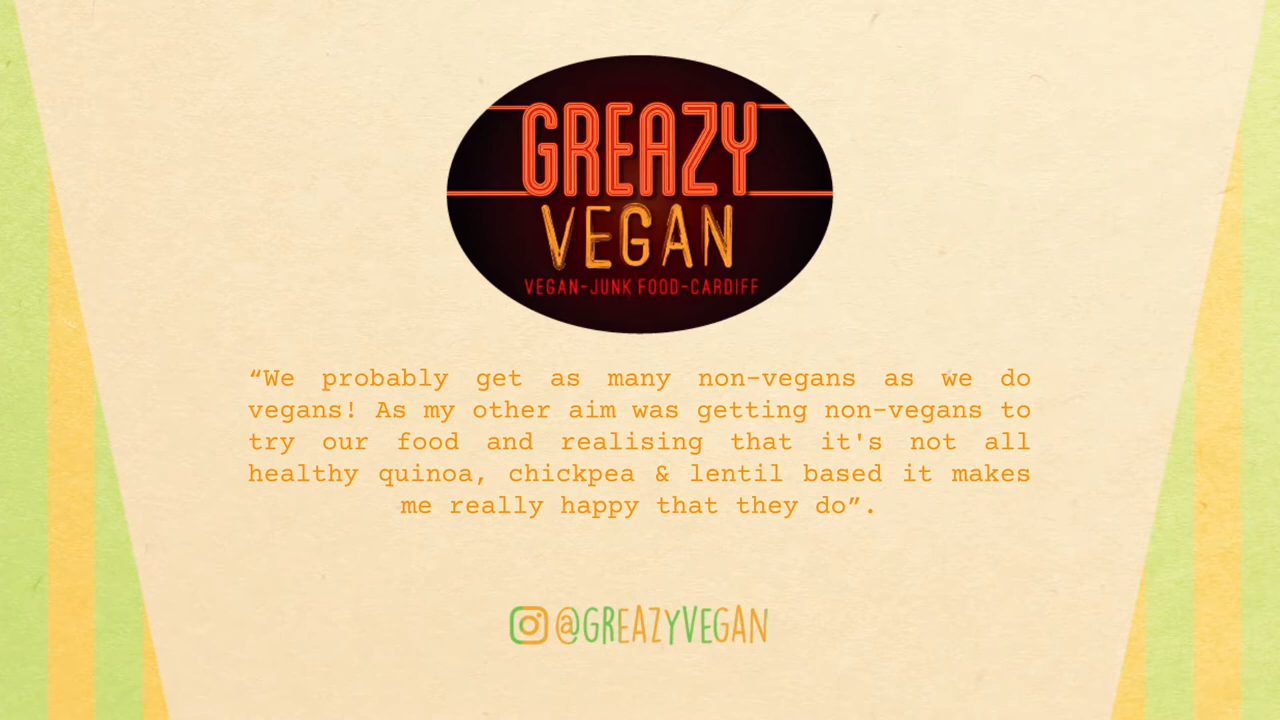 GREAZY
VEGAN
VEGAN-JUNK FOOD-CARDIFF
“We probably get as many non-vegans as we do
vegans! As my other aim was getting non-vegans to
try our food and realising that it's not all
healthy quinoa, chickpea & lentil based it makes
me really happy that they do”.
@GREAZYVEGAN